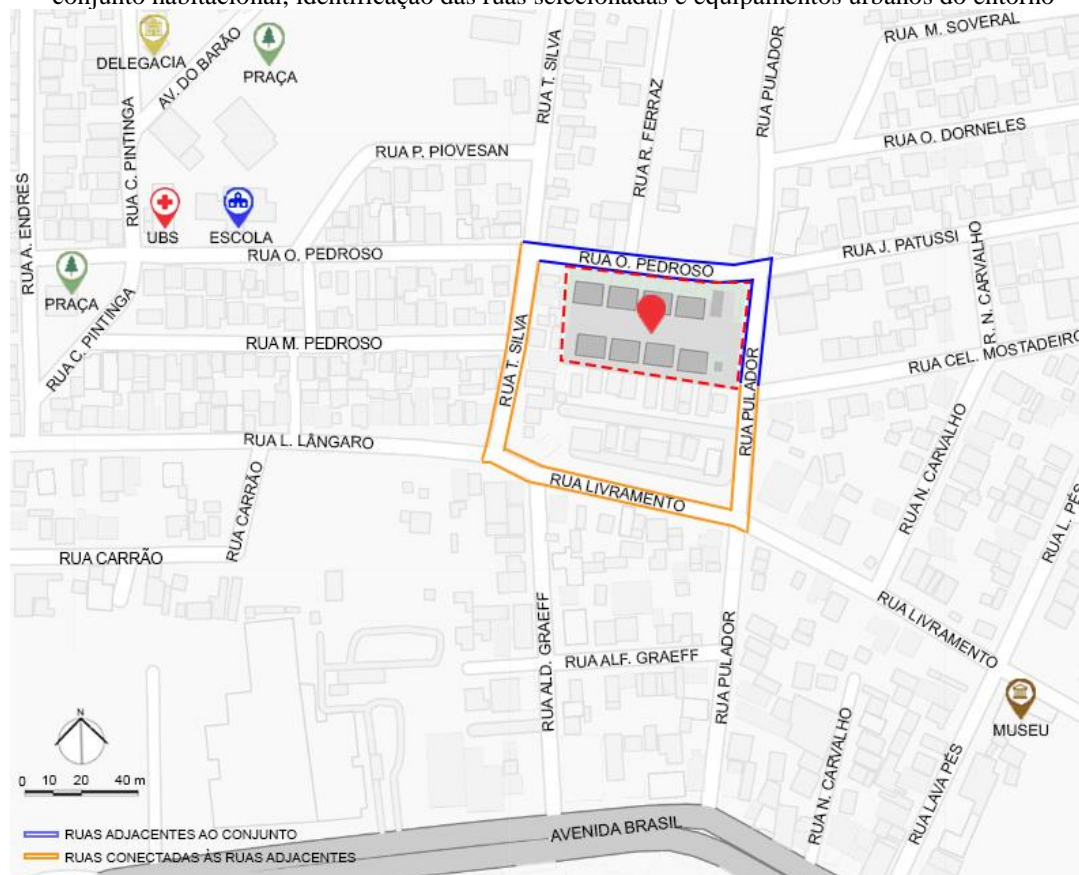 conjunto habitacional, identificação das ruas selecionadas e equipamentos urbanos do entorno
DELEGACIA
AV. DO BARÃO
PRAÇA
RUA T. SILVA
RUA PULADOR
RUA M. SOVERAL
RUA O. DORNELES
RUA P. PIOVESAN
RUA R. FERRAZ
RUA C. PINTINGA
RUA A. ENDRES
UBS
ESCOLA
RUA O. PEDROSO
RUA O. PEDROSO
RUA J. PATUSSI
R. N. CARVALHO
PRAÇA
RUA C. PINTINGA
RUA M. PEDROSO
RUA T. SILVA
RUA PULADOR
RUA CEL. MOSTADEIRO
RUA L. LÂNGARO
RUA LIVRAMENTO
RUA N. CARVALHO
RUA CARRÃO
RUA CARRÃO
RUA L. PÉS
RUA LIVRAMENTO
RUA ALD. GRAEFF
RUA ALF. GRAEFF
RUA PULADOR
MUSEU
RUA N. CARVALHO
RUA LAVA PÉS
N
0 10 20 40 m
AVENIDA BRASIL
RUAS ADJACENTES AO CONJUNTO
RUAS CONECTADAS ÀS RUAS ADJACENTES